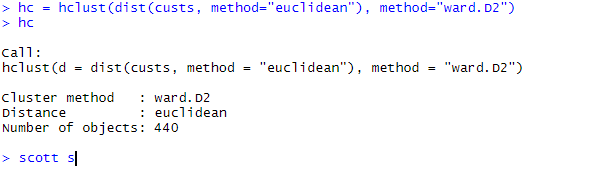 > hc = hclust(dist(custs, method="euclidean"), method="ward.D2")
> hc
Call:
hclust(d = dist(custs, method = "euclidean"), method = "ward.D2")
Cluster method   : ward.D2
Distance         : euclidean
Number of objects: 440
> scott s